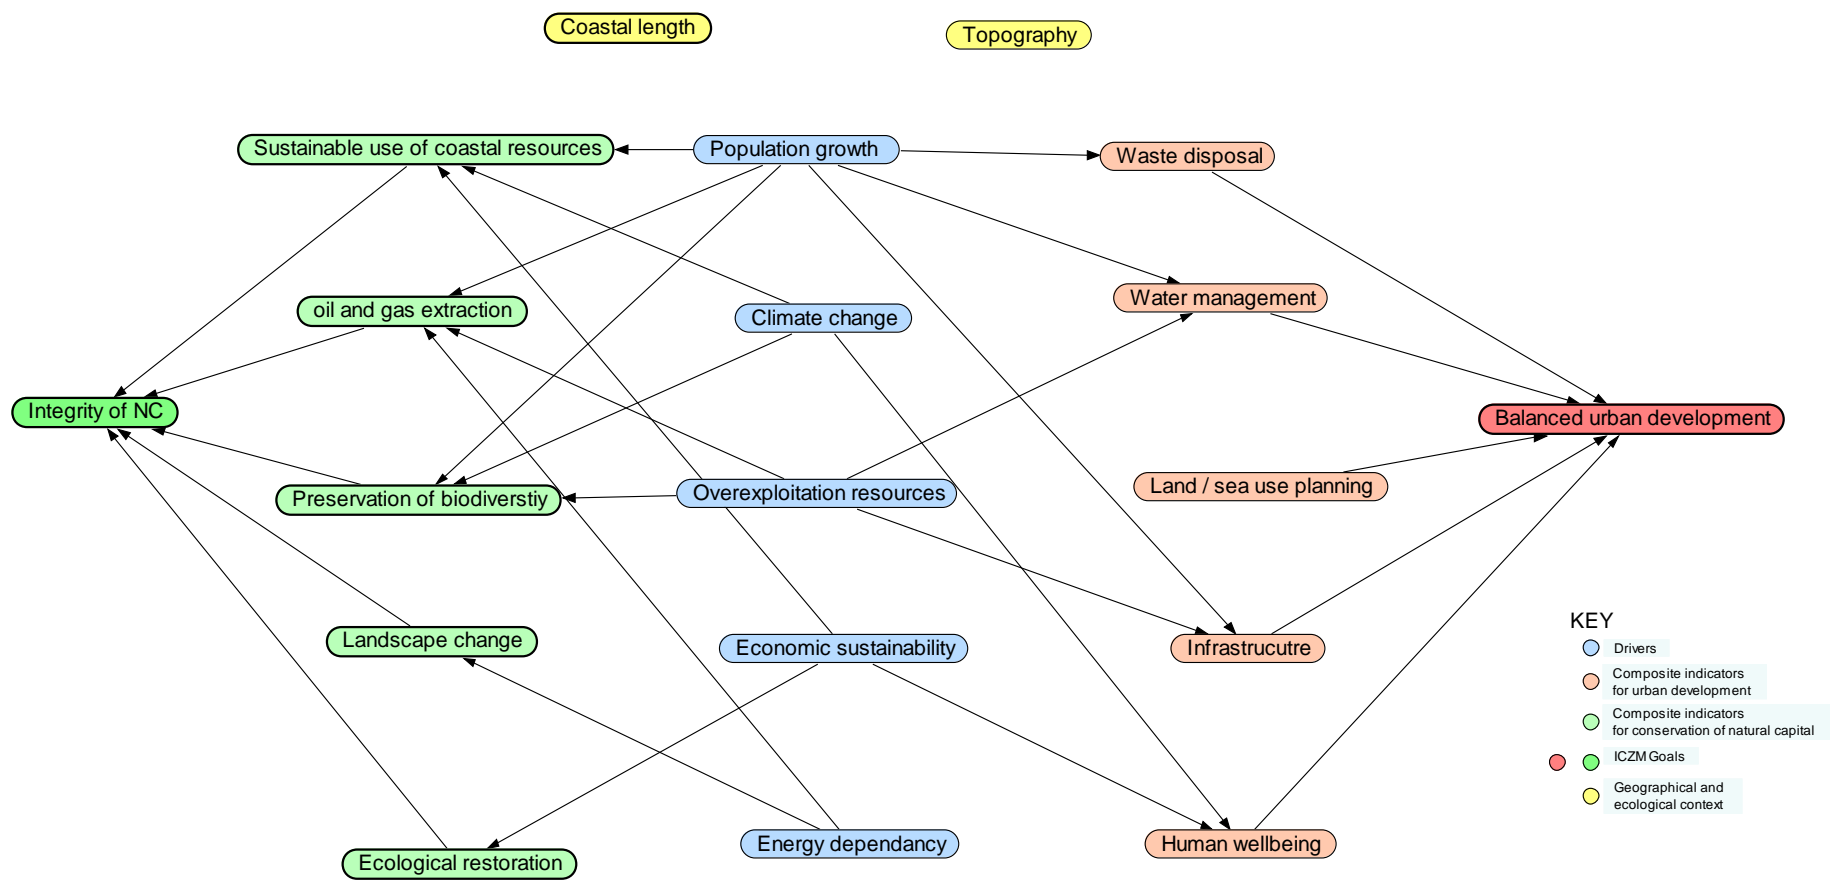 Coastal length
Topography
Sustainable use of coastal resources
Population growth
Waste disposal
oil and gas extraction
Climate change
Water management
Integrity of NC
Balanced urban development
Preservation of biodiverstiy
Overexploitation resources
Land / sea use planning
Landscape change
Economic sustainability
Infrastrucutre
Ecological restoration
Energy dependancy
Human wellbeing
KEY
Drivers
Composite indicators
for urban development
Composite indicators
for conservation of natural capital
ICZM Goals
Geographical and
ecological context